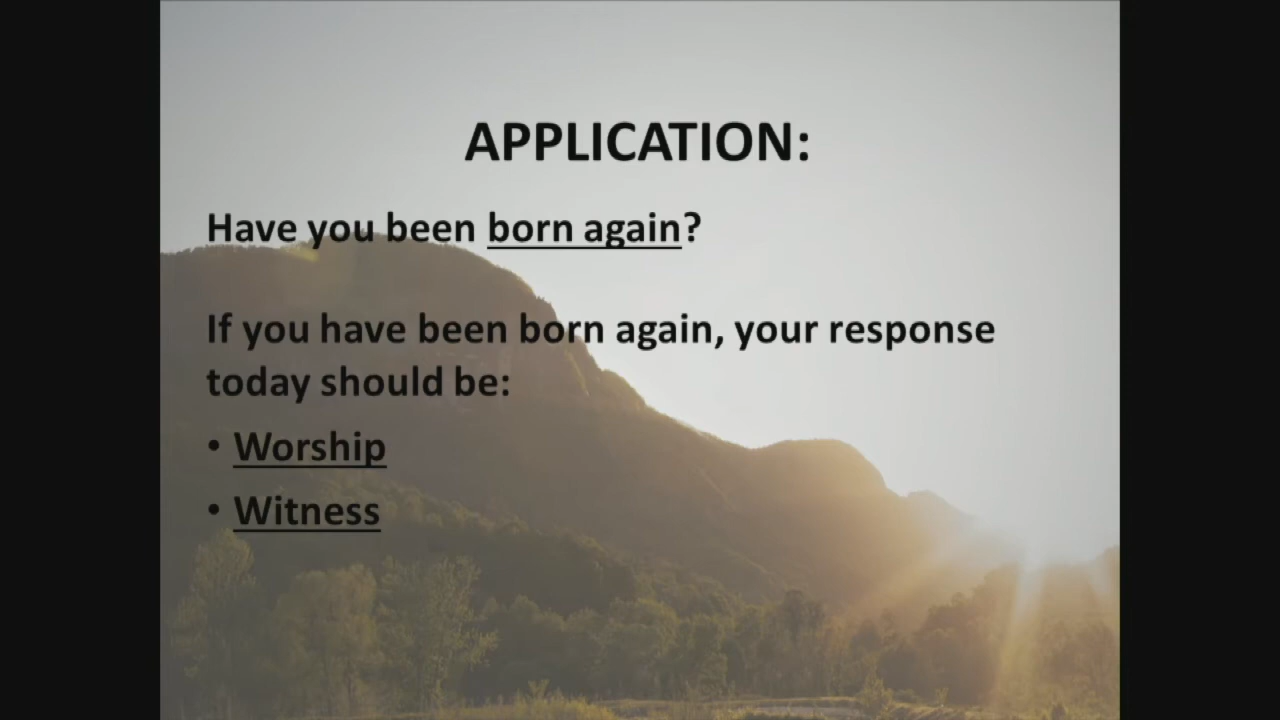 APPLICATION:
Have you been born again?
If you have been born again, your response
today should be:
• Worship
• Witness